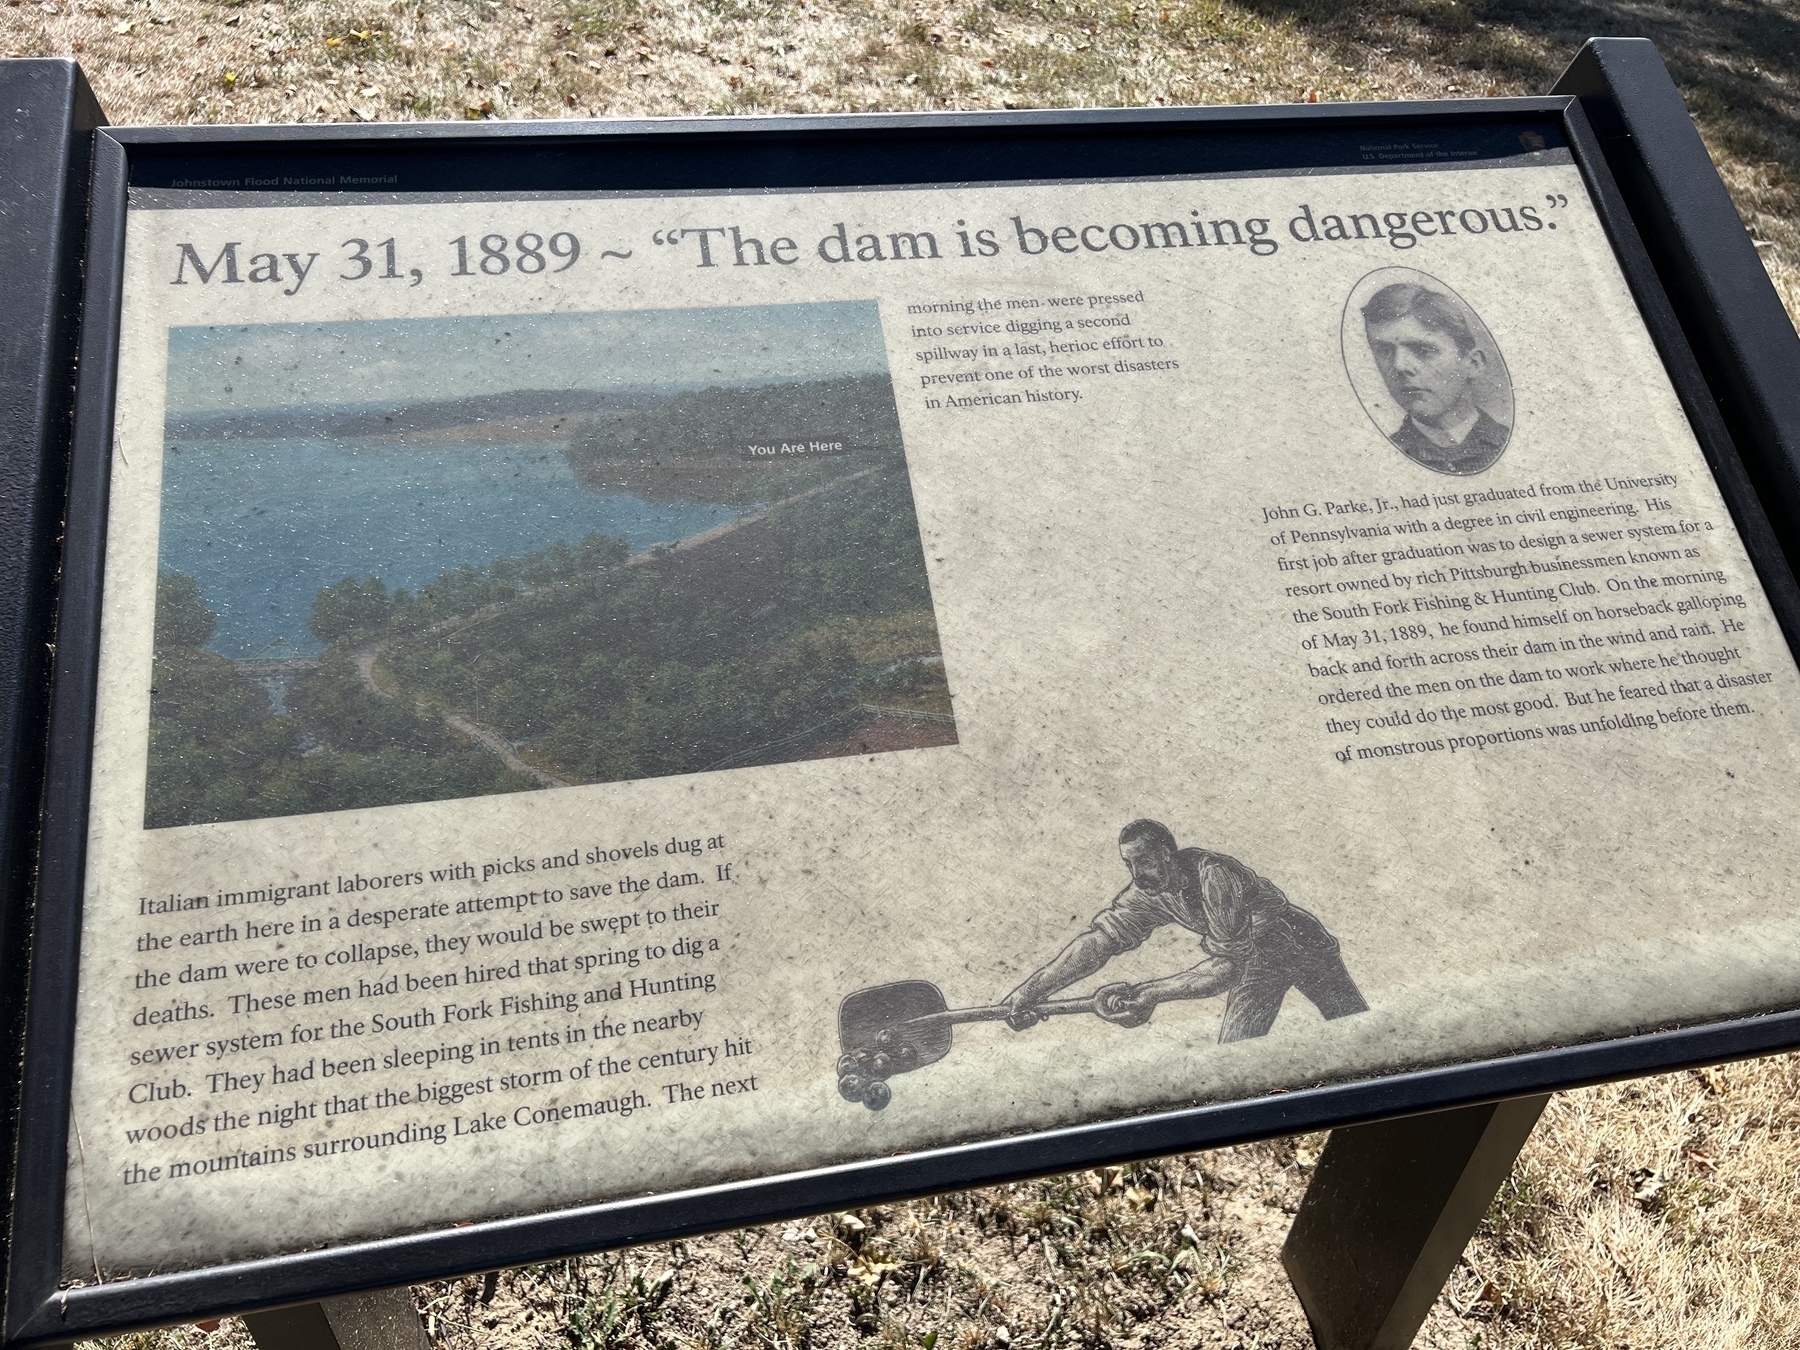 Johnstown Flood National Memorial
National Park Service
U.S. Department of the Interior
May 31, 1889 ~ “The dam is becoming dangerous.”
You Are Here
Italian immigrant laborers with picks and shovels dug at
the earth here in a desperate attempt to save the dam. If
the dam were to collapse, they would be swept to their
deaths. These men had been hired that spring to dig a
sewer system for the South Fork Fishing and Hunting
Club. They had been sleeping in tents in the nearby
woods the night that the biggest storm of the century hit
the mountains surrounding Lake Conemaugh. The next
morning the men were pressed
into service digging a second
spillway in a last, herioc effort to
prevent one of the worst disasters
in American history.
John G. Parke, Jr., had just graduated from the University
of Pennsylvania with a degree in civil engineering. His
first job after graduation was to design a sewer system for a
resort owned by rich Pittsburgh businessmen known as
the South Fork Fishing & Hunting Club. On the morning
of May 31, 1889, he found himself on horseback galloping
back and forth across their dam in the wind and rain. He
ordered the men on the dam to work where he thought
they could do the most good. But he feared that a disaster
of monstrous proportions was unfolding before them.